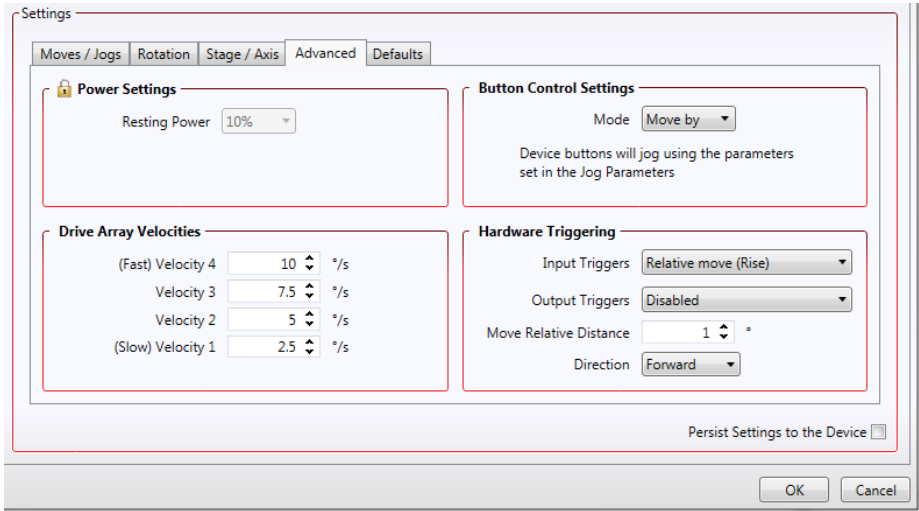 Settings
Moves / Jogs Rotation Stage / Axis Advanced Defaults
Power Settings
Resting Power 10%
Button Control Settings
Mode Move by
Device buttons will jog using the parameters
set in the Jog Parameters
Drive Array Velocities
(Fast) Velocity 4 10 °/s
Velocity 3 7.5 °/s
Velocity 2 5 °/s
(Slow) Velocity 1 2.5 °/s
Hardware Triggering
Input Triggers Relative move (Rise)
Output Triggers Disabled
Move Relative Distance 1 °
Direction Forward
Persist Settings to the Device
OK Cancel